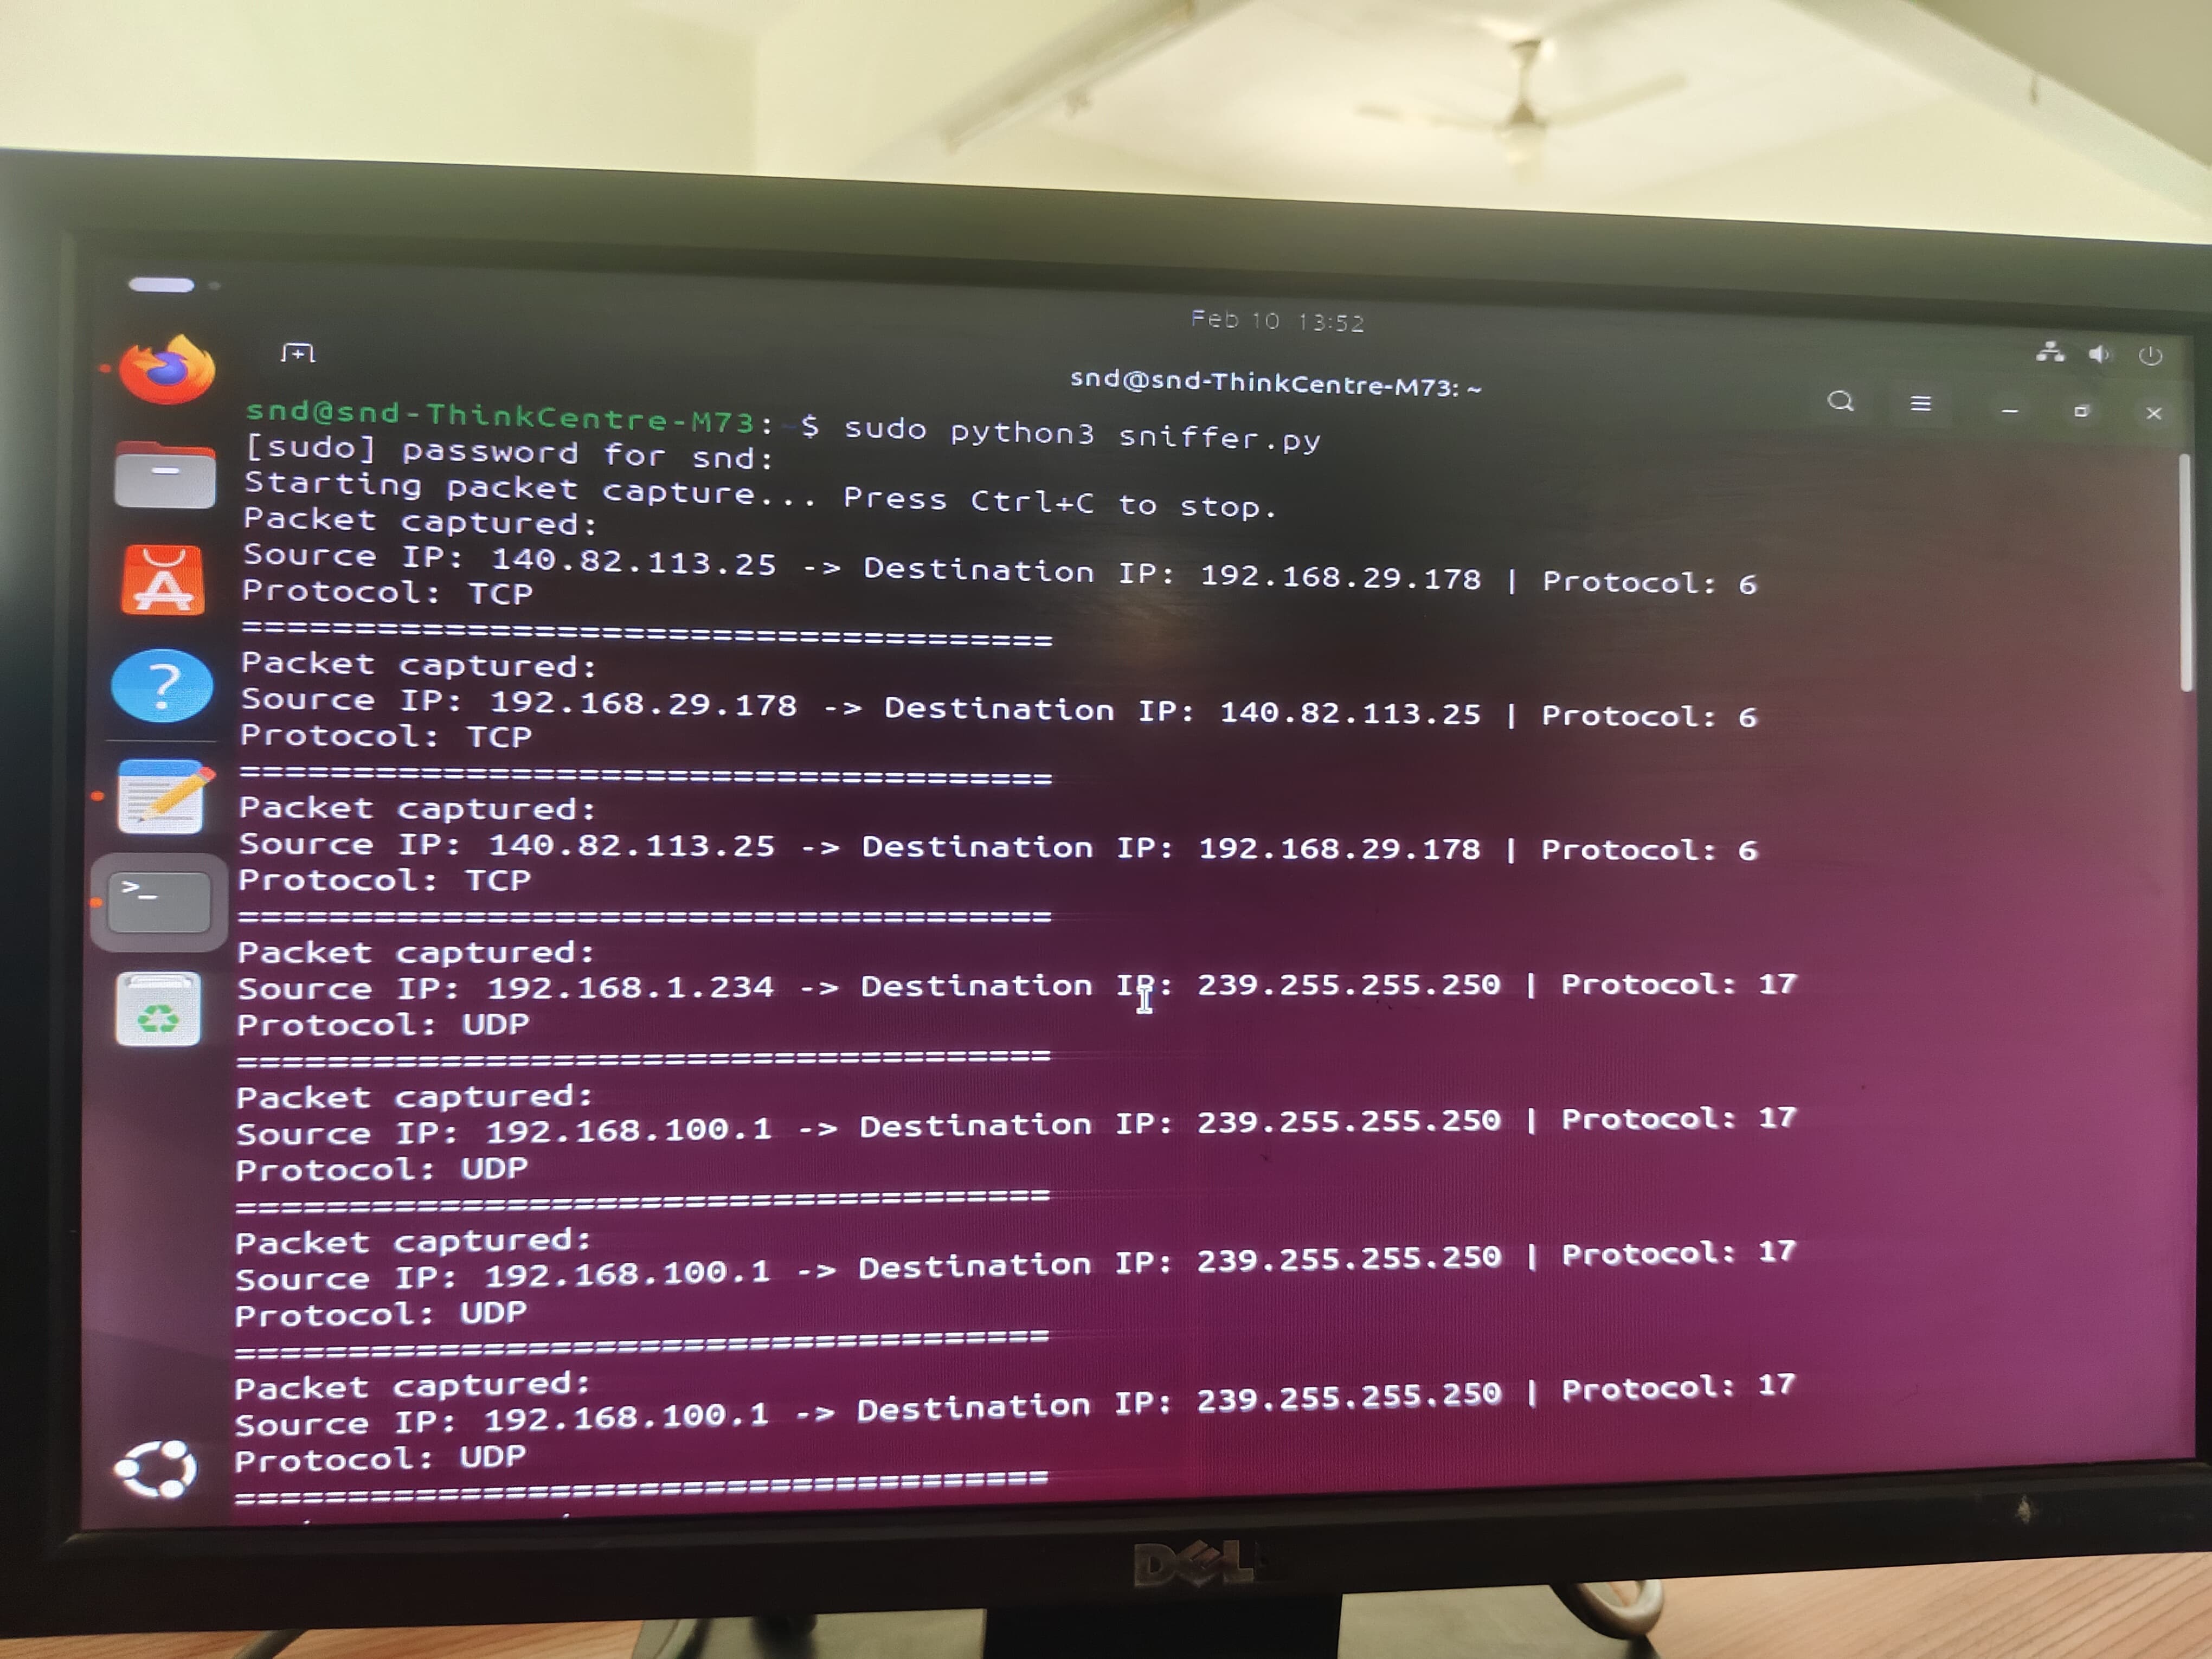 Feb 10 13:52
snd@snd-ThinkCentre-M73: ~
snd@snd-ThinkCentre-M73:~$ sudo python3 sniffer.py
[sudo] password for snd:
Starting packet capture... Press Ctrl+C to stop.
Packet captured:
Source IP: 140.82.113.25 -> Destination IP: 192.168.29.178 | Protocol: 6
Protocol: TCP
========================================
Packet captured:
Source IP: 192.168.29.178 -> Destination IP: 140.82.113.25 | Protocol: 6
Protocol: TCP
========================================
Packet captured:
Source IP: 140.82.113.25 -> Destination IP: 192.168.29.178 | Protocol: 6
Protocol: TCP
========================================
Packet captured:
Source IP: 192.168.1.234 -> Destination IP: 239.255.255.250 | Protocol: 17
Protocol: UDP
========================================
Packet captured:
Source IP: 192.168.100.1 -> Destination IP: 239.255.255.250 | Protocol: 17
Protocol: UDP
========================================
Packet captured:
Source IP: 192.168.100.1 -> Destination IP: 239.255.255.250 | Protocol: 17
Protocol: UDP
========================================
Packet captured:
Source IP: 192.168.100.1 -> Destination IP: 239.255.255.250 | Protocol: 17
Protocol: UDP
========================================
DELL